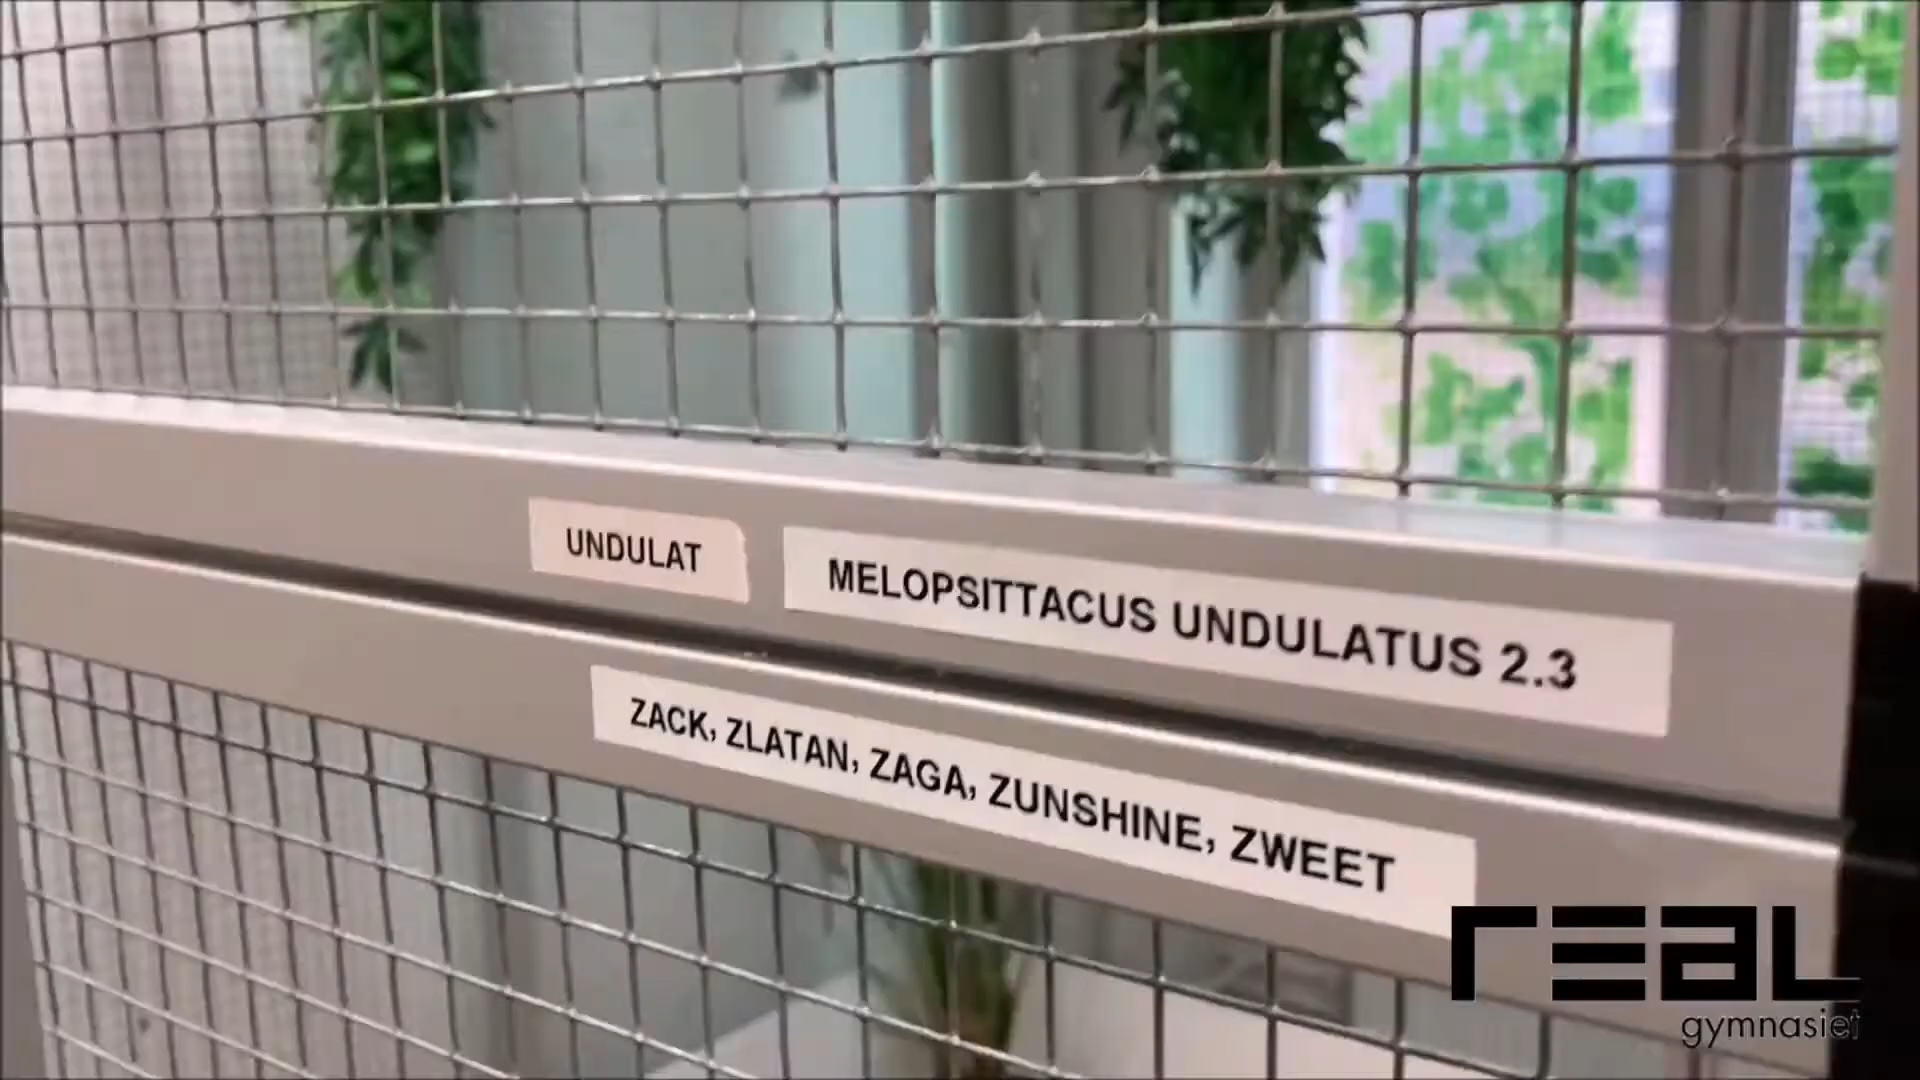 UNDULAT
MELOPSITTACUS UNDULATUS 2.3
ZACK, ZLATAN, ZAGA, ZUNSHINE, ZWEET
REAL
gymnasiet